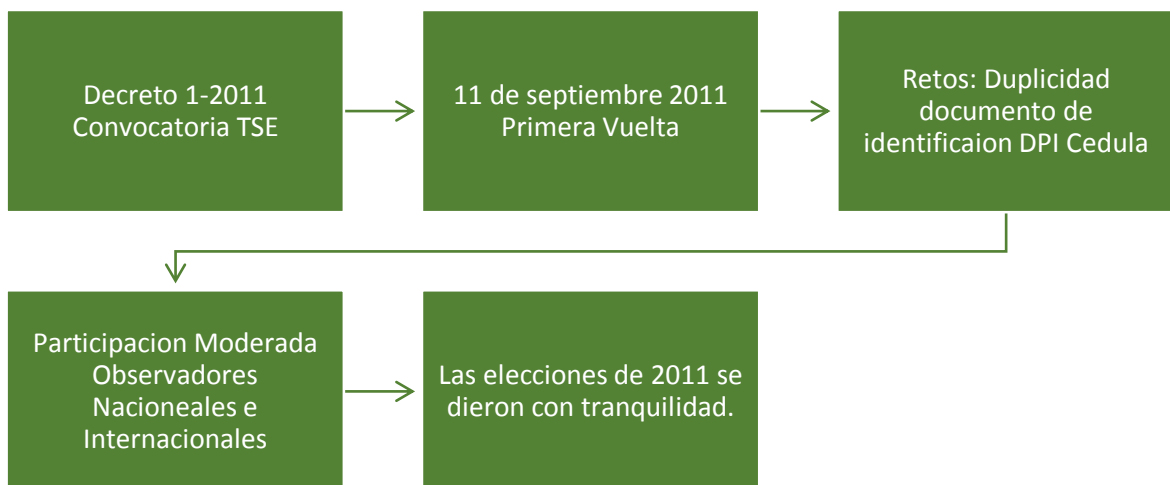 Decreto 1-2011
Convocatoria TSE
11 de septiembre 2011
Primera Vuelta
Retos: Duplicidad
documento de
identificaion DPI Cedula
Participacion Moderada
Observadores
Nacioneales e
Internacionales
Las elecciones de 2011 se
dieron con tranquilidad.